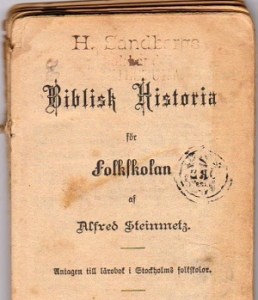 H. Sandbergs
Biblisk Historia
för
Folkskolan
af
Alfred Steinmetz.
Antagen till lärobok i Stockholms folkskolor.